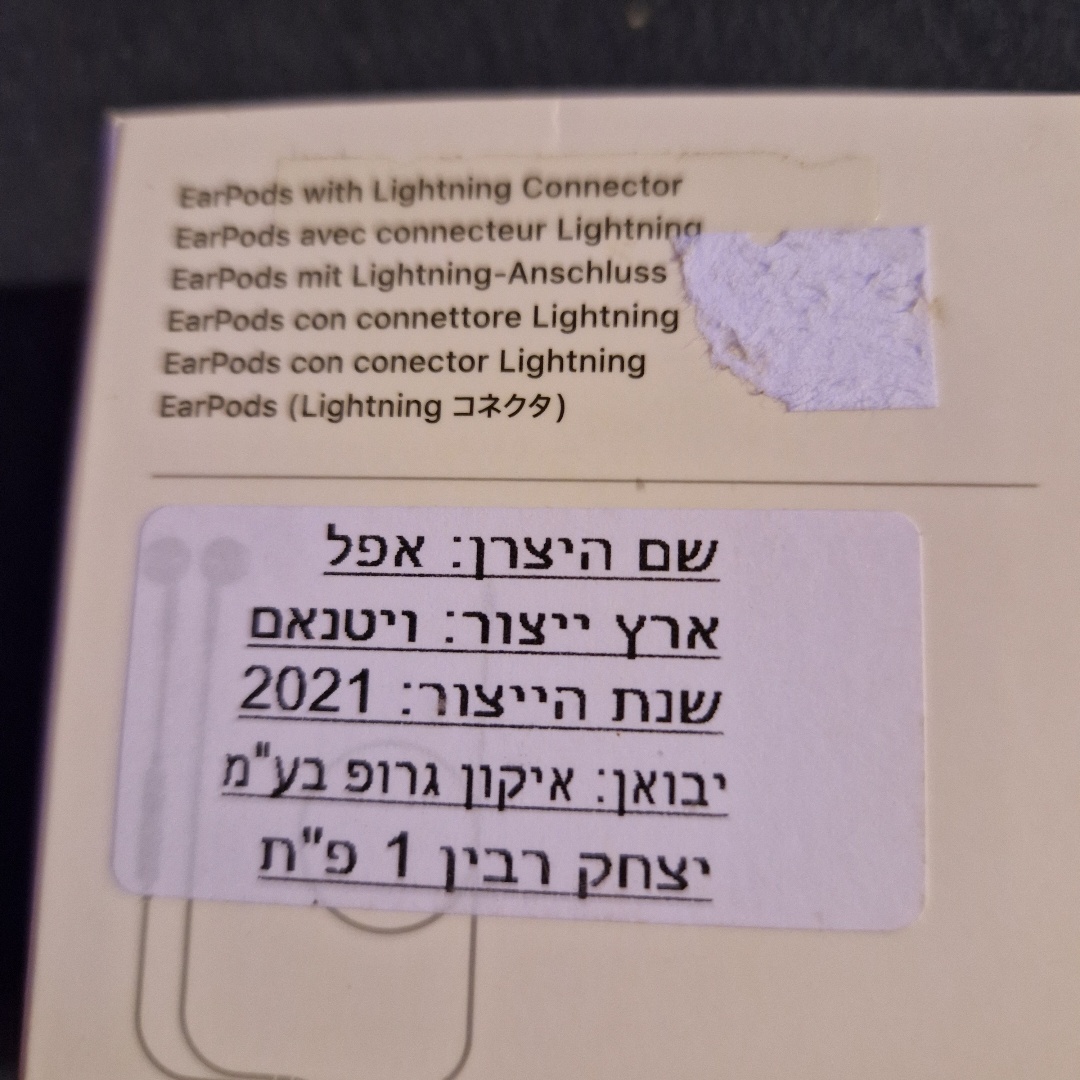 EarPods with Lightning Connector
EarPods avec connecteur Lightning
EarPods mit Lightning-Anschluss
EarPods con connettore Lightning
EarPods con conector Lightning
EarPods (Lightning コネクタ)
שם היצרן: אפל
ארץ ייצור: ויטנאם
שנת הייצור: 2021
יבואן: איקון גרופ בע"מ
יצחק רבין 1 פ"ת